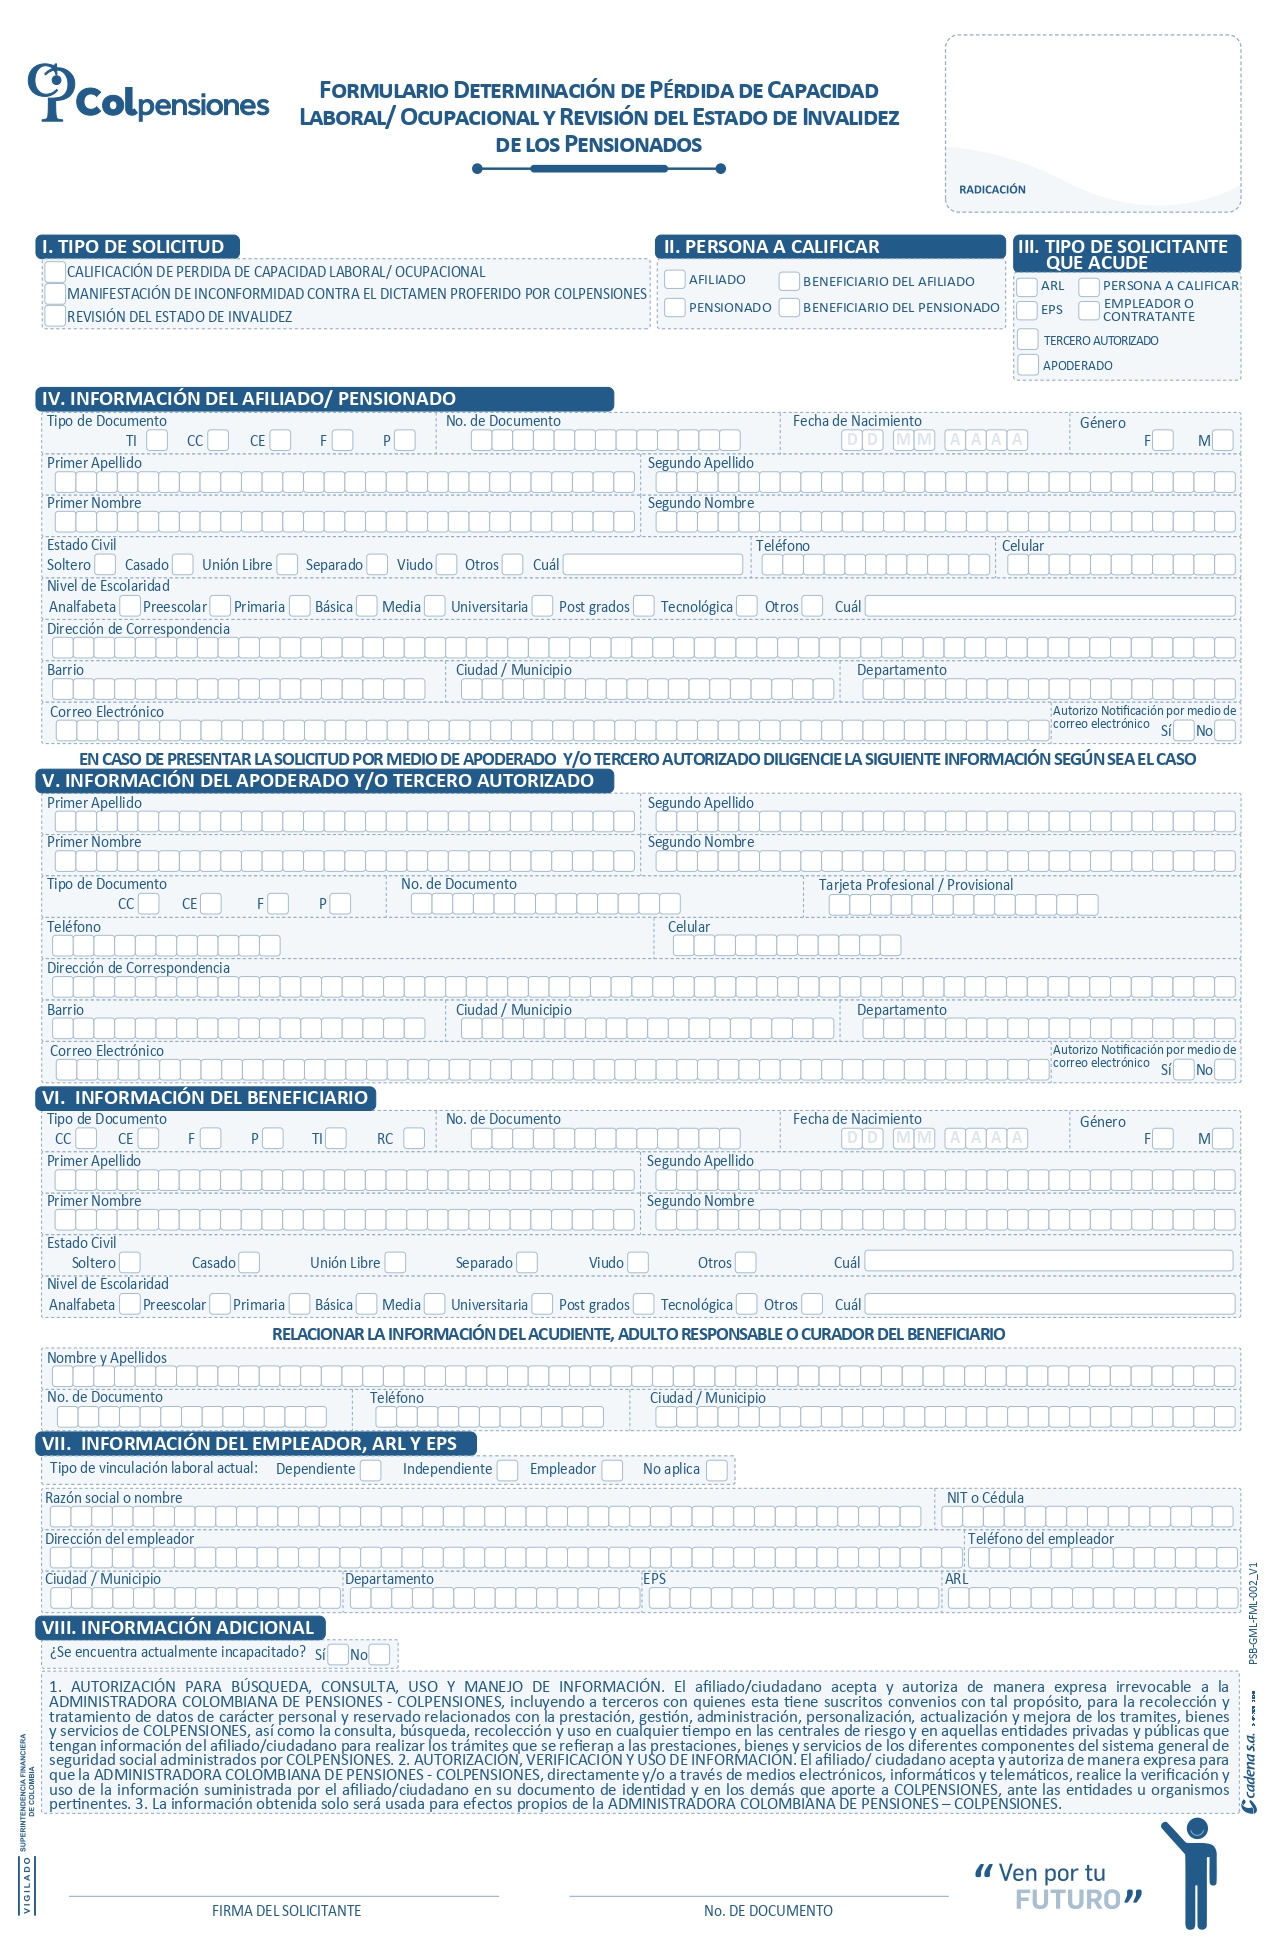 Colpensiones
FORMULARIO DETERMINACIÓN DE PÉRDIDA DE CAPACIDAD
LABORAL/ OCUPACIONAL Y REVISIÓN DEL ESTADO DE INVALIDEZ
DE LOS PENSIONADOS
RADICACIÓN
I. TIPO DE SOLICITUD
CALIFICACIÓN DE PERDIDA DE CAPACIDAD LABORAL/ OCUPACIONAL
MANIFESTACIÓN DE INCONFORMIDAD CONTRA EL DICTAMEN PROFERIDO POR COLPENSIONES
REVISIÓN DEL ESTADO DE INVALIDEZ
II. PERSONA A CALIFICAR
AFILIADO BENEFICIARIO DEL AFILIADO
PENSIONADO BENEFICIARIO DEL PENSIONADO
III. TIPO DE SOLICITANTE
QUE ACUDE
ARL PERSONA A CALIFICAR
EPS EMPLEADOR O
CONTRATANTE
TERCERO AUTORIZADO
APODERADO
IV. INFORMACIÓN DEL AFILIADO/ PENSIONADO
Tipo de Documento No. de Documento Fecha de Nacimiento Género
TI CC CE F P D D M M A A A A F M
Primer Apellido Segundo Apellido
Primer Nombre Segundo Nombre
Estado Civil Teléfono Celular
Soltero Casado Unión Libre Separado Viudo Otros Cuál
Nivel de Escolaridad
Analfabeta Preescolar Primaria Básica Media Universitaria Post grados Tecnológica Otros Cuál
Dirección de Correspondencia
Barrio Ciudad / Municipio Departamento
Correo Electrónico Autorizo Notificación por medio de
correo electrónico Sí No
EN CASO DE PRESENTAR LA SOLICITUD POR MEDIO DE APODERADO Y/O TERCERO AUTORIZADO DILIGENCIE LA SIGUIENTE INFORMACIÓN SEGÚN SEA EL CASO
V. INFORMACIÓN DEL APODERADO Y/O TERCERO AUTORIZADO
Primer Apellido Segundo Apellido
Primer Nombre Segundo Nombre
Tipo de Documento No. de Documento Tarjeta Profesional / Provisional
CC CE F P
Teléfono Celular
Dirección de Correspondencia
Barrio Ciudad / Municipio Departamento
Correo Electrónico Autorizo Notificación por medio de
correo electrónico Sí No
VI. INFORMACIÓN DEL BENEFICIARIO
Tipo de Documento No. de Documento Fecha de Nacimiento Género
CC CE F P TI RC D D M M A A A A F M
Primer Apellido Segundo Apellido
Primer Nombre Segundo Nombre
Estado Civil
Soltero Casado Unión Libre Separado Viudo Otros Cuál
Nivel de Escolaridad
Analfabeta Preescolar Primaria Básica Media Universitaria Post grados Tecnológica Otros Cuál
RELACIONAR LA INFORMACIÓN DEL ACUDIENTE, ADULTO RESPONSABLE O CURADOR DEL BENEFICIARIO
Nombre y Apellidos
No. de Documento Teléfono Ciudad / Municipio
VII. INFORMACIÓN DEL EMPLEADOR, ARL Y EPS
Tipo de vinculación laboral actual: Dependiente Independiente Empleador No aplica
Razón social o nombre NIT o Cédula
Dirección del empleador Teléfono del empleador
Ciudad / Municipio Departamento EPS ARL
VIII. INFORMACIÓN ADICIONAL
¿Se encuentra actualmente incapacitado? Sí No
1. AUTORIZACIÓN PARA BÚSQUEDA, CONSULTA, USO Y MANEJO DE INFORMACIÓN. El afiliado/ciudadano acepta y autoriza de manera expresa irrevocable a la
ADMINISTRADORA COLOMBIANA DE PENSIONES - COLPENSIONES, incluyendo a terceros con quienes esta tiene suscritos convenios con tal propósito, para la recolección y
tratamiento de datos de carácter personal y reservado relacionados con la prestación, gestión, administración, personalización, actualización y mejora de los tramites, bienes
y servicios de COLPENSIONES, así como la consulta, búsqueda, recolección y uso en cualquier tiempo en las centrales de riesgo y en aquellas entidades privadas y públicas que
tengan información del afiliado/ciudadano para realizar los trámites que se refieran a las prestaciones, bienes y servicios de los diferentes componentes del sistema general de
seguridad social administrados por COLPENSIONES. 2. AUTORIZACIÓN, VERIFICACIÓN Y USO DE INFORMACIÓN. El afiliado/ ciudadano acepta y autoriza de manera expresa para
que la ADMINISTRADORA COLOMBIANA DE PENSIONES - COLPENSIONES, directamente y/o a través de medios electrónicos, informáticos y telemáticos, realice la verificación y
uso de la información suministrada por el afiliado/ciudadano en su documento de identidad y en los demás que aporte a COLPENSIONES, ante las entidades u organismos
pertinentes. 3. La información obtenida solo será usada para efectos propios de la ADMINISTRADORA COLOMBIANA DE PENSIONES – COLPENSIONES.
PSB-GML-FML-002_V1
cadena s.a.
VIGILADO SUPERINTENDENCIA FINANCIERA
DE COLOMBIA
FIRMA DEL SOLICITANTE No. DE DOCUMENTO
“ Ven por tu
FUTURO ”